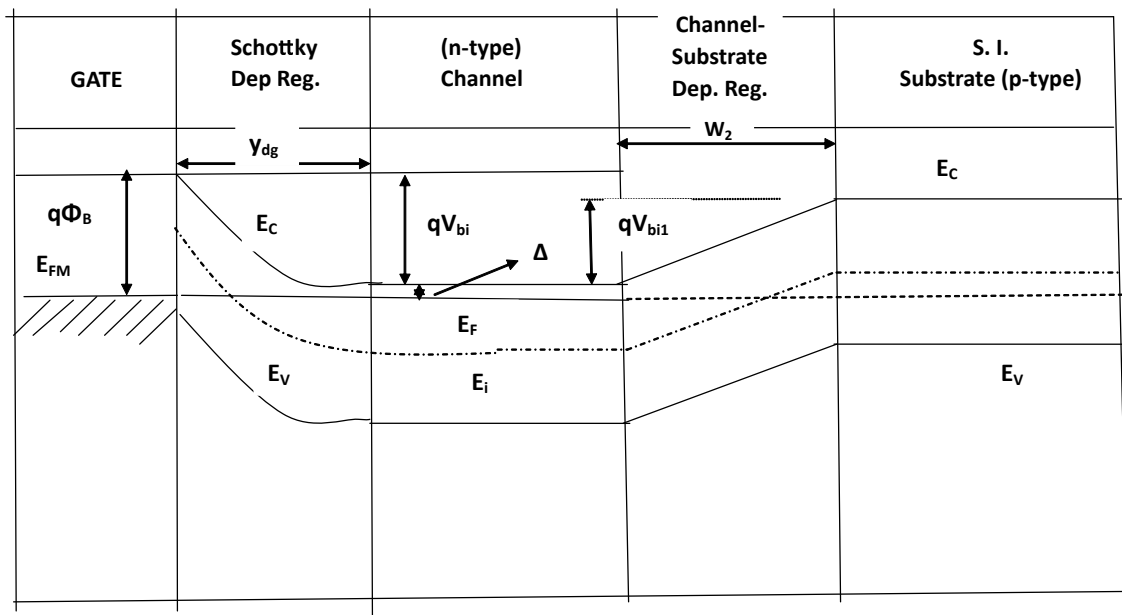 GATE
Schottky
Dep Reg.
(n-type)
Channel
Channel-
Substrate
Dep. Reg.
S. I.
Substrate (p-type)
y_dg
W₂
E_C
qΦ_B
E_C
qV_bi
qV_bi1
E_FM
Δ
E_F
E_V
E_i
E_V